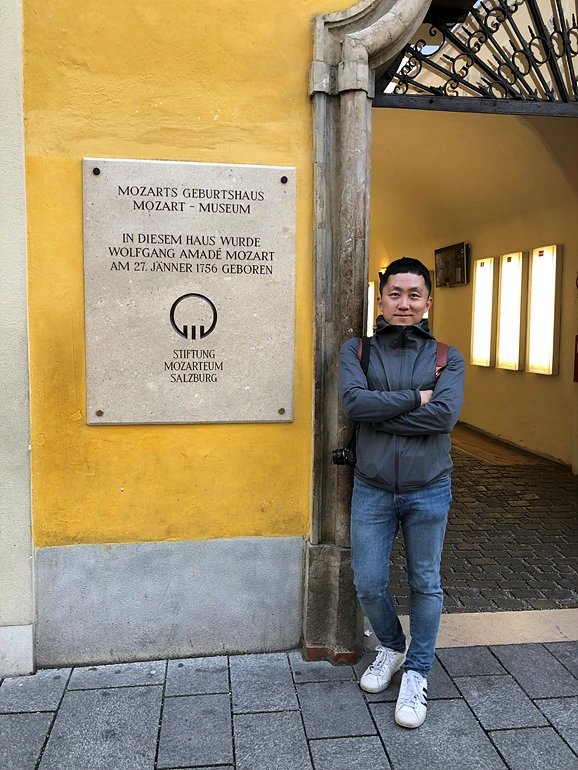 MOZARTS GEBURTSHAUS
MOZART - MUSEUM
IN DIESEM HAUS WURDE
WOLFGANG AMADÉ MOZART
AM 27. JÄNNER 1756 GEBOREN
STIFTUNG
MOZARTEUM
SALZBURG